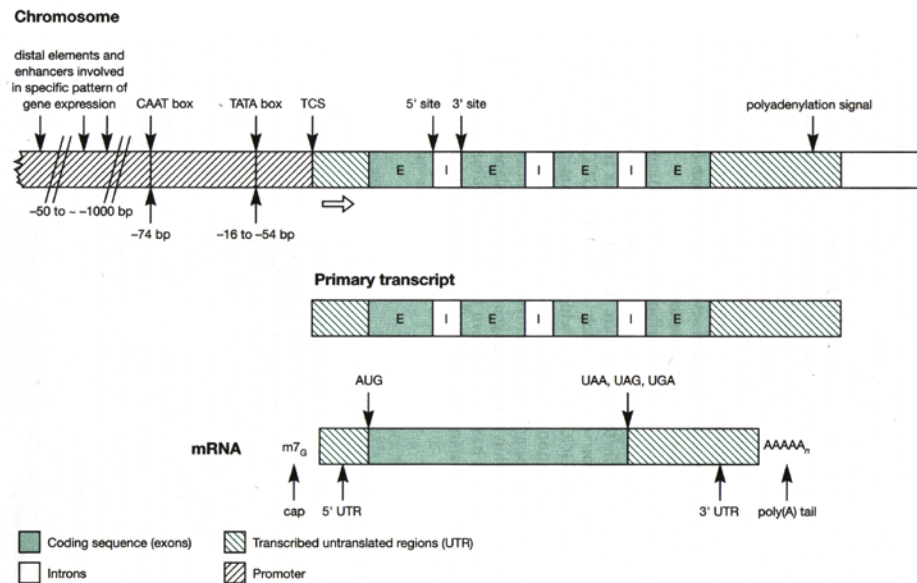 Chromosome
distal elements and
enhancers involved
in specific pattern of
gene expression
CAAT box
TATA box
TCS
5' site
3' site
polyadenylation signal
E
I
E
I
E
I
E
–50 to ~ –1000 bp
–74 bp
–16 to –54 bp
Primary transcript
E
I
E
I
E
I
E
AUG
UAA, UAG, UGA
mRNA
m7G
AAAAAn
cap
5' UTR
3' UTR
poly(A) tail
Coding sequence (exons)
Transcribed untranslated regions (UTR)
Introns
Promoter